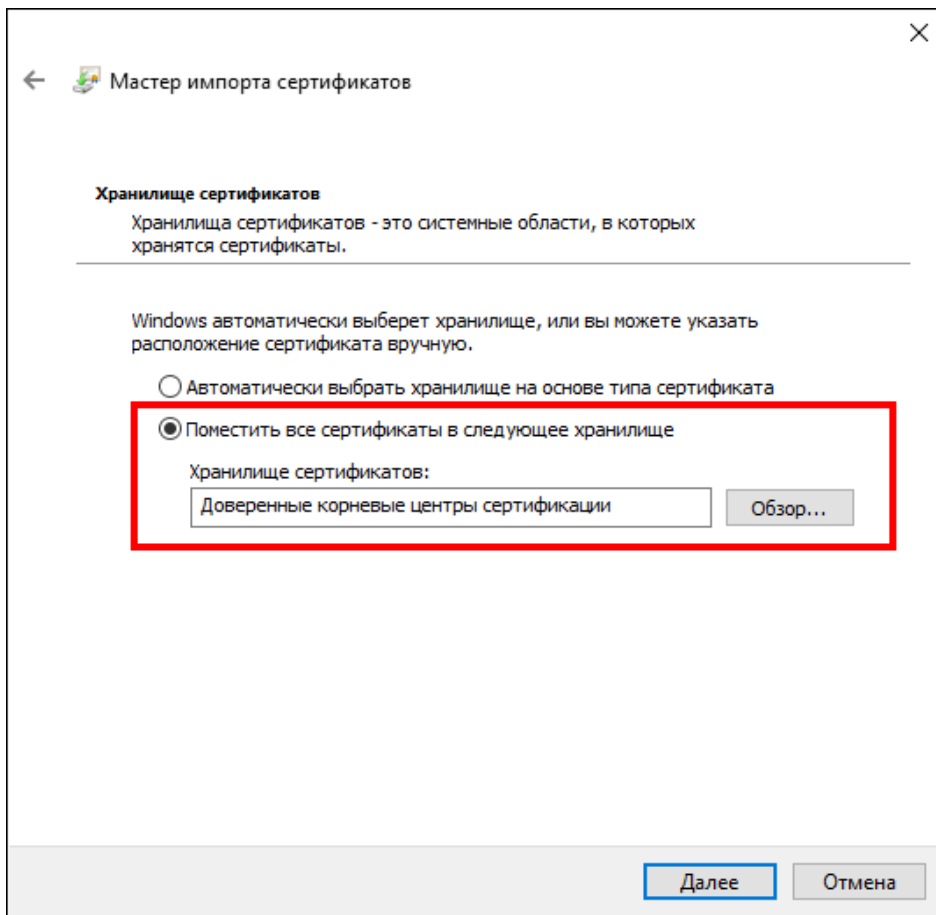 Мастер импорта сертификатов
Хранилище сертификатов
Хранилища сертификатов - это системные области, в которых
хранятся сертификаты.
Windows автоматически выберет хранилище, или вы можете указать
расположение сертификата вручную.
Автоматически выбрать хранилище на основе типа сертификата
Поместить все сертификаты в следующее хранилище
Хранилище сертификатов:
Доверенные корневые центры сертификации
Обзор...
Далее
Отмена